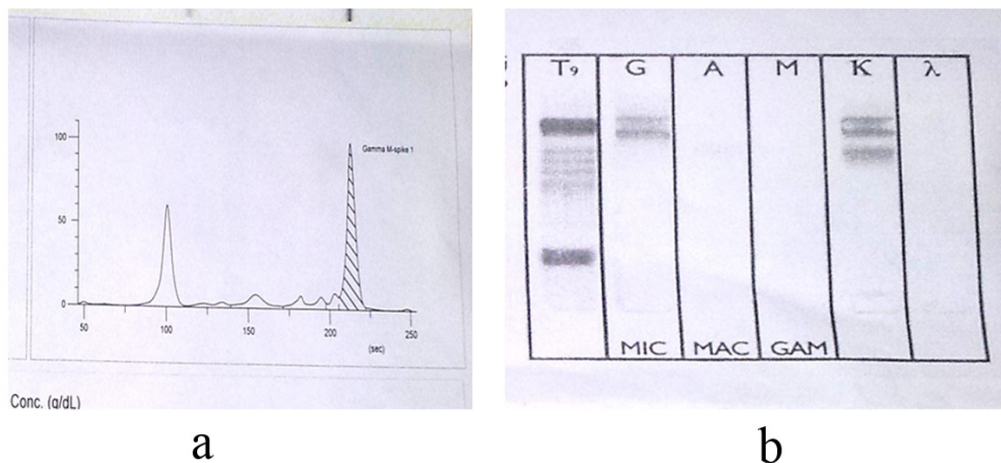 100
50
0
50
100
150
200
250
(sec)
Gamma M-spike 1
Conc. (g/dL)
a
T9 G A M K λ
MIC MAC GAM
b